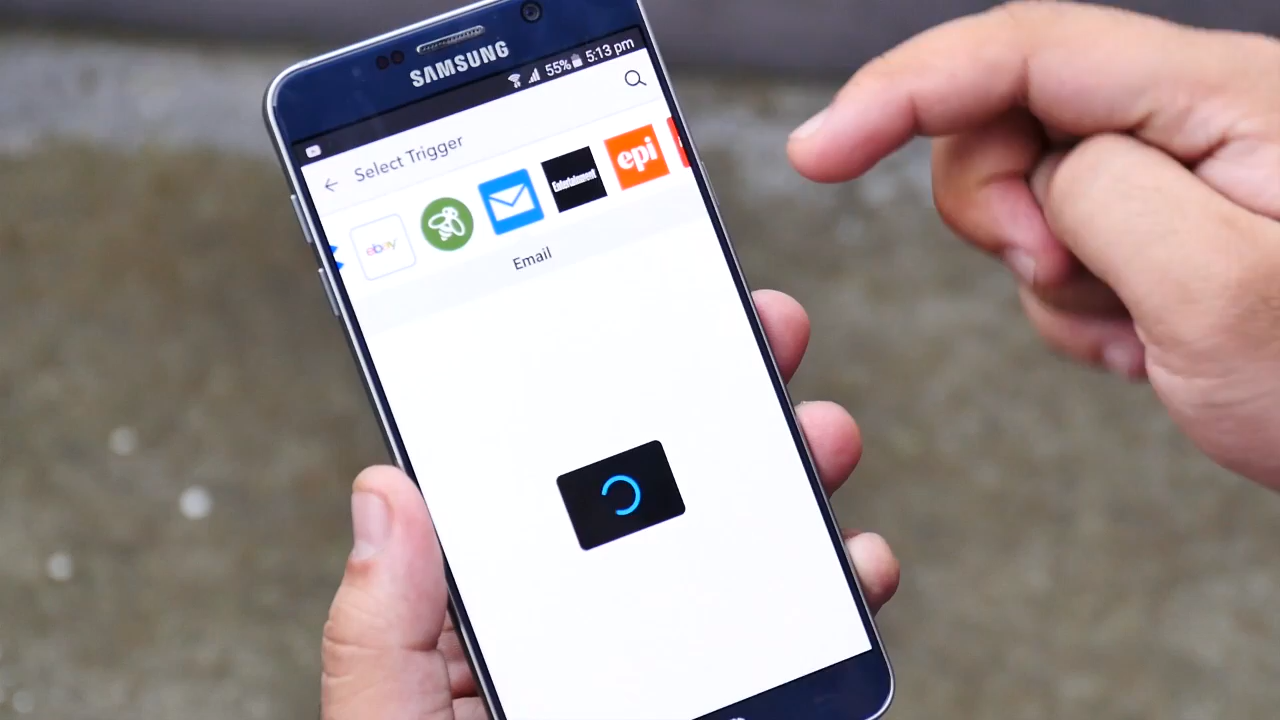 SAMSUNG
55% 5:13 pm
Select Trigger
ebay
Entertainment
epi
Email